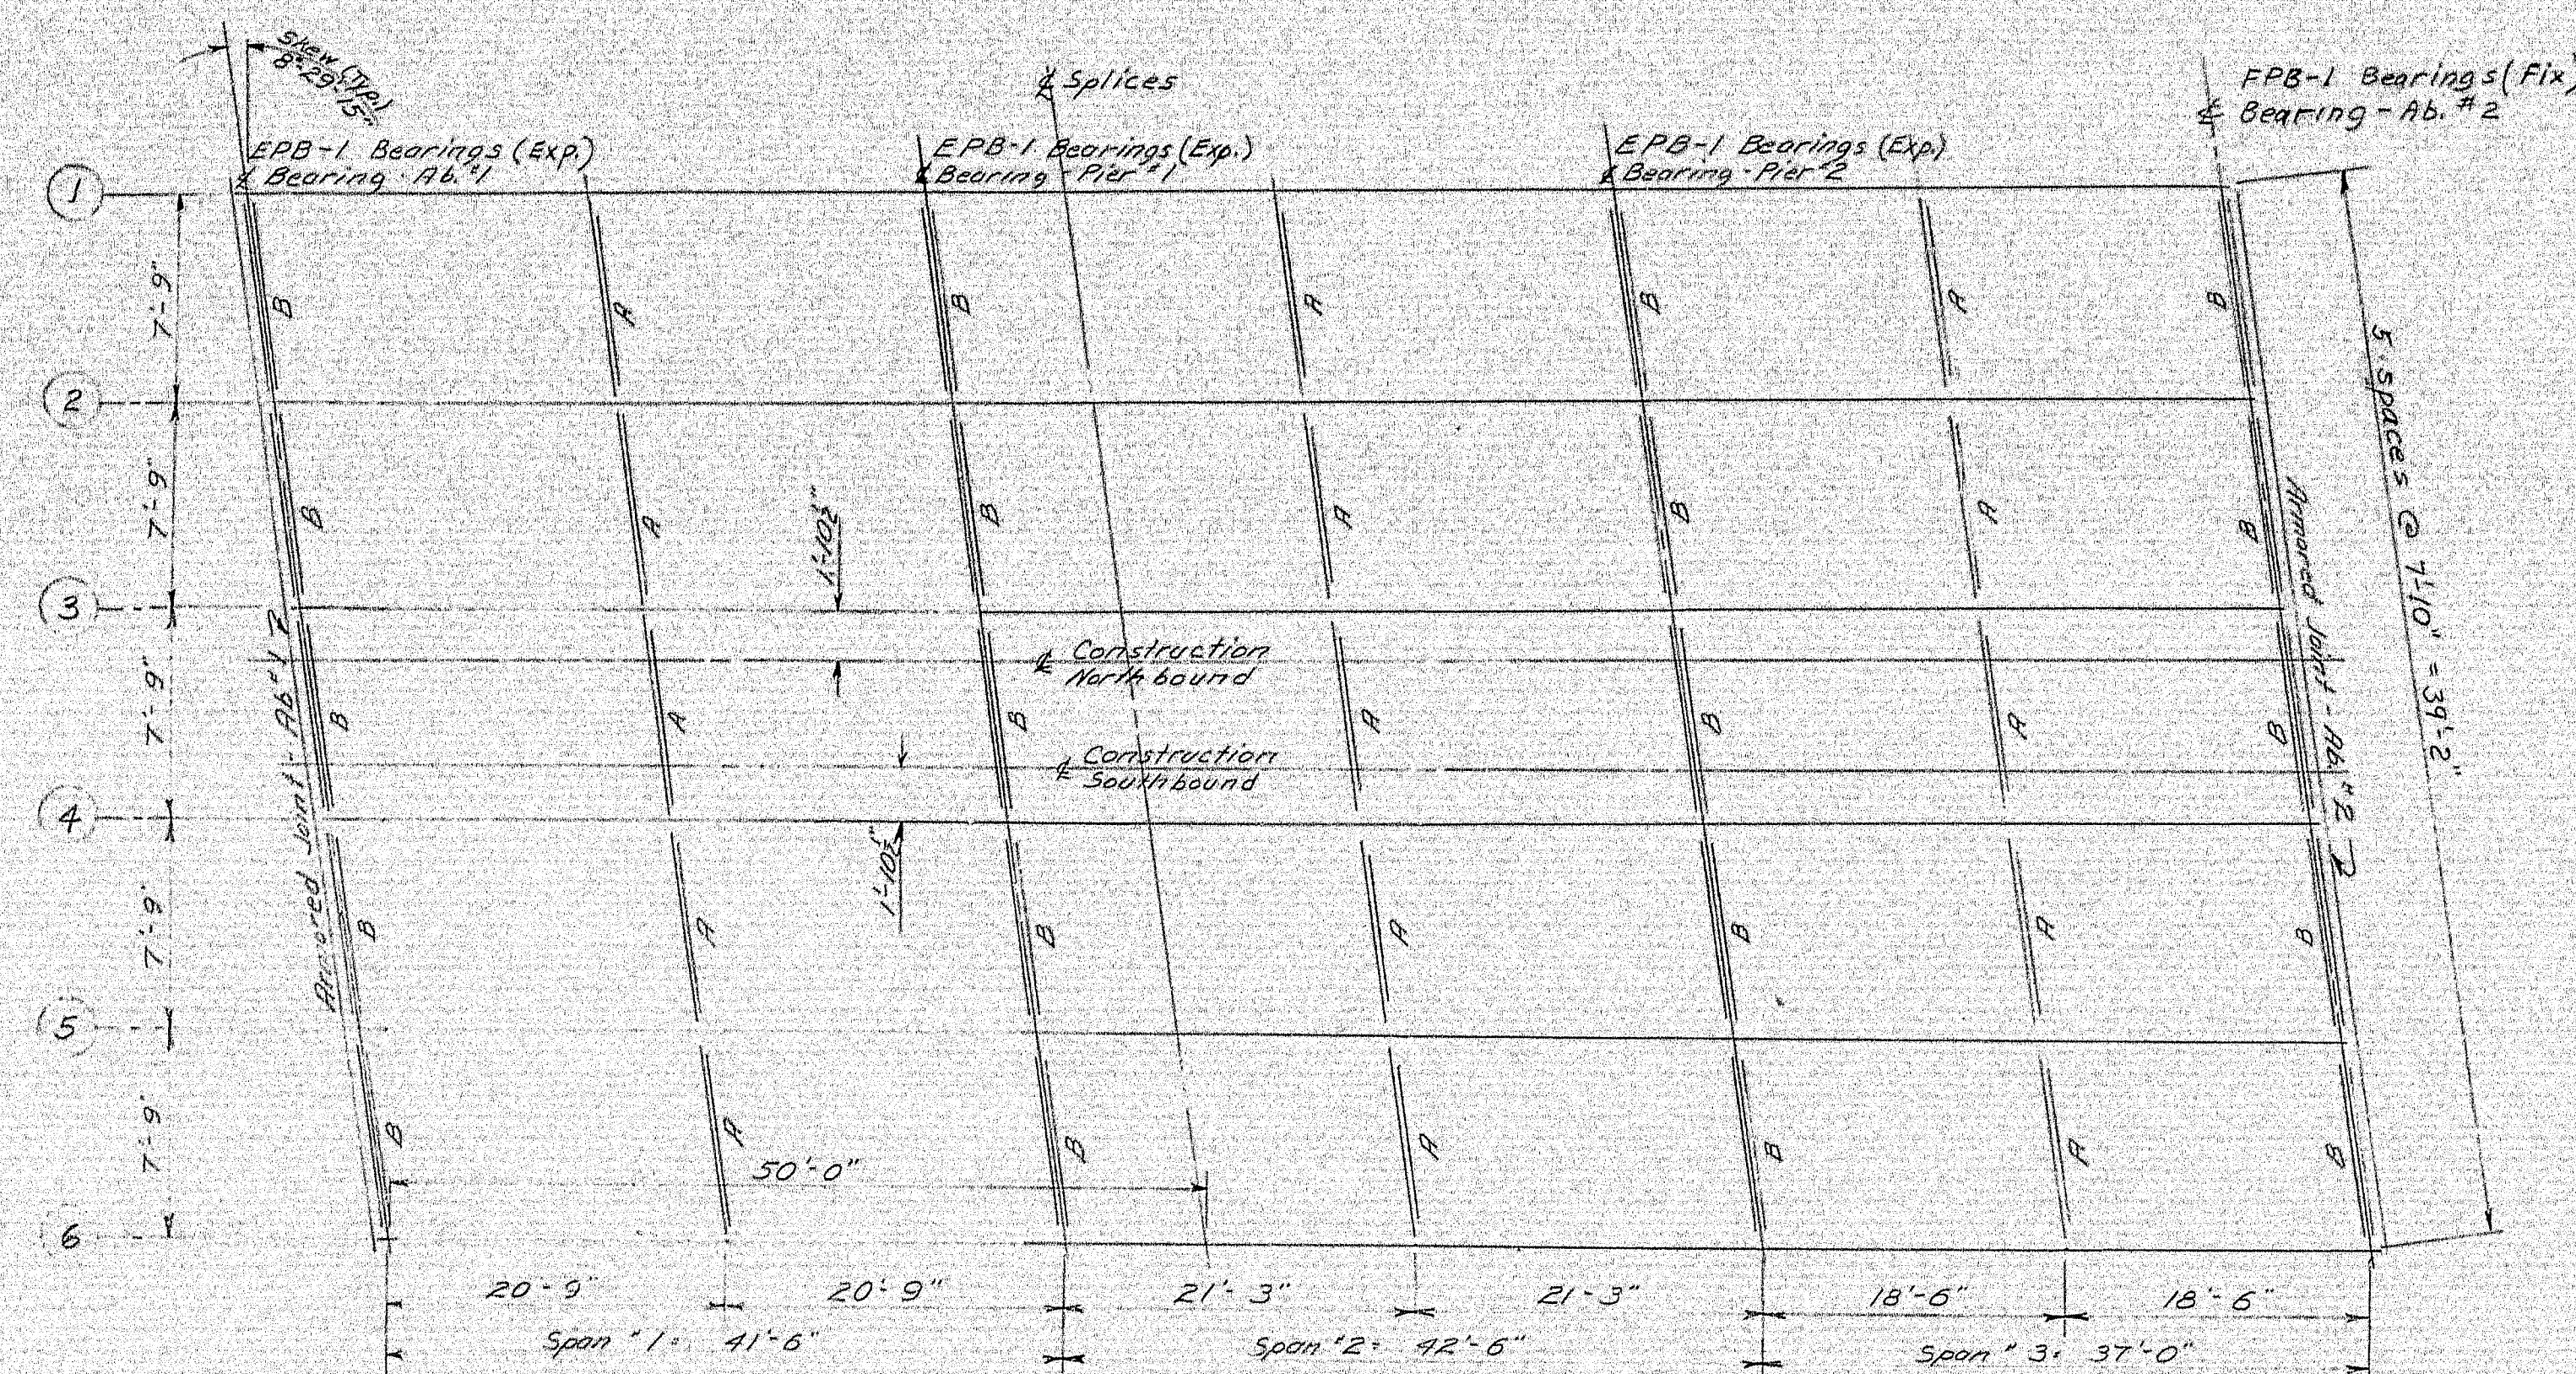 Skew (Typ.)
8°-29'-15"
℄ Splices
FPB-1 Bearings (Fix)
℄ Bearing - Ab. #2
EPB-1 Bearings (Exp.)
℄ Bearing - Ab. #1
EPB-1 Bearings (Exp.)
℄ Bearing - Pier #1
EPB-1 Bearings (Exp.)
℄ Bearing - Pier #2
1
7'-9"
B
A
B
A
B
A
B
2
7'-9"
B
A
1'-10½"
B
A
B
A
B
5 spaces @ 7'-10" = 39'-2"
Armored Joint - Ab. #2
3
7'-9"
Armored Joint - Ab #1
℄ Construction
North bound
B
A
B
A
B
A
B
℄ Construction
Southbound
4
7'-9"
1'-10½"
B
A
B
A
B
A
B
5
7'-9"
B
A
B
A
B
A
B
50'-0"
6
20'-9"
20'-9"
21'-3"
21'-3"
18'-6"
18'-6"
Span #1= 41'-6"
Span #2= 42'-6"
Span #3= 37'-0"